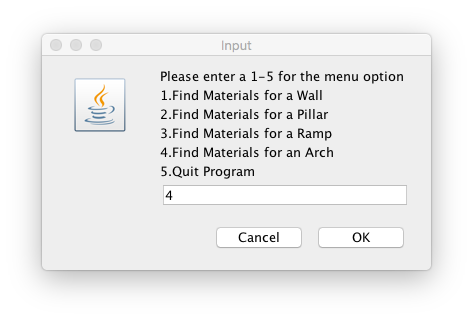 Input
Please enter a 1-5 for the menu option
1.Find Materials for a Wall
2.Find Materials for a Pillar
3.Find Materials for a Ramp
4.Find Materials for an Arch
5.Quit Program
4
Cancel OK